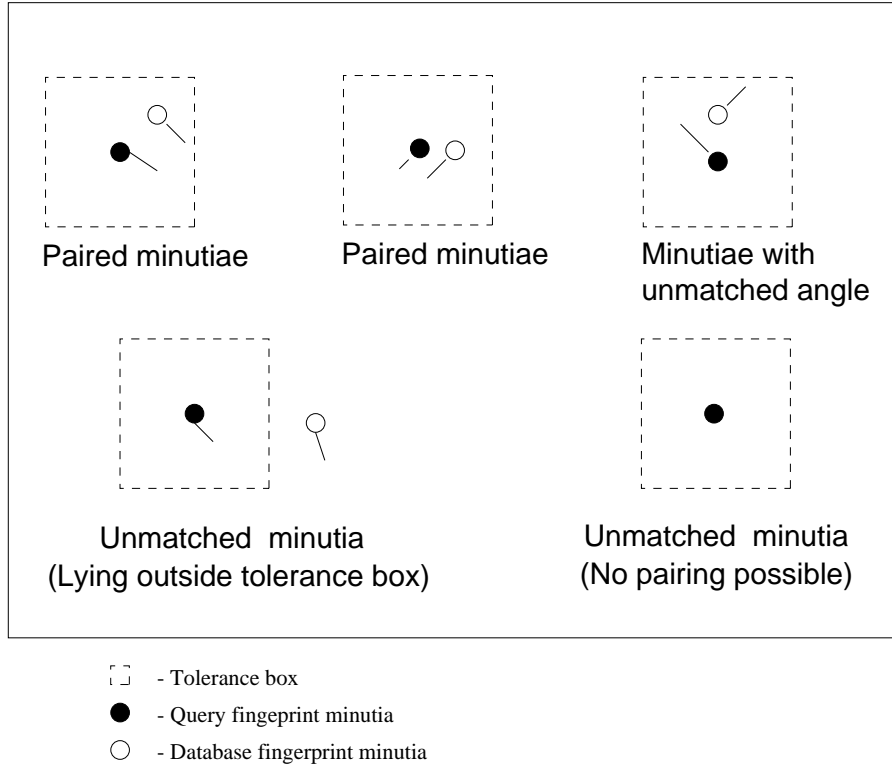 Paired minutiae
Paired minutiae
Minutiae with
unmatched angle
Unmatched minutia
(Lying outside tolerance box)
Unmatched minutia
(No pairing possible)
- Tolerance box
- Query fingeprint minutia
- Database fingerprint minutia